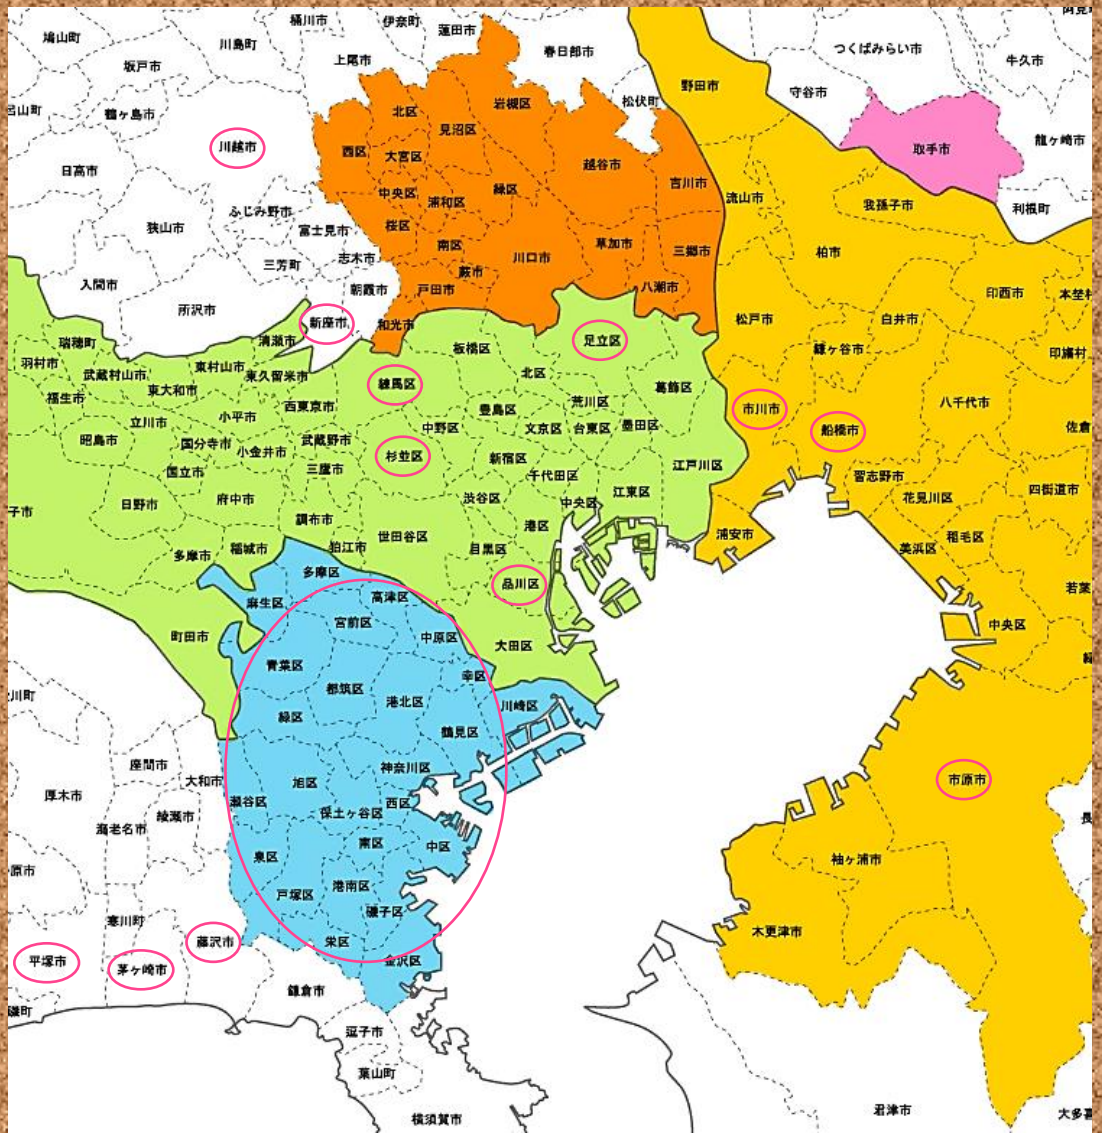 桶川市
伊奈町
蓮田市
鳩山町
川島町
春日部市
つくばみらい市
牛久市
坂戸市
上尾市
野田市
守谷市
松伏町
岩槻区
北区
鶴ヶ島市
見沼区
川越市
西区
大宮区
越谷市
取手市
龍ヶ崎市
日高市
吉川市
中央区
緑区
浦和区
流山市
我孫子市
利根町
ふじみ野市
狭山市
桜区
富士見市
南区
草加市
三郷市
柏市
川口市
三芳町
志木市
蕨市
入間市
朝霞市
戸田市
八潮市
印西市
所沢市
新座市
和光市
松戸市
白井市
足立区
清瀬市
瑞穂町
板橋区
鎌ヶ谷市
印旛村
羽村市
東村山市
武蔵村山市
東久留米市
北区
東大和市
練馬区
葛飾区
福生市
西東京市
荒川区
八千代市
豊島区
市川市
小平市
立川市
中野区
文京区
台東区
墨田区
船橋市
佐倉
昭島市
国分寺市
武蔵野市
小金井市
杉並区
新宿区
江戸川区
国立市
三鷹市
千代田区
習志野市
四街道市
日野市
府中市
渋谷区
中央区
江東区
花見川区
子市
調布市
港区
世田谷区
浦安市
稲毛区
多摩市
稲城市
狛江市
目黒区
美浜区
多摩区
品川区
若葉
麻生区
高津区
宮前区
中央区
町田市
中原区
大田区
青葉区
幸区
都筑区
川町
港北区
川崎区
緑区
鶴見区
座間市
神奈川区
大和市
旭区
市原市
厚木市
瀬谷区
西区
保土ヶ谷区
綾瀬市
海老名市
南区
中区
泉区
袖ヶ浦市
原市
港南区
戸塚区
磯子区
寒川町
木更津市
藤沢市
栄区
平塚市
茅ヶ崎市
金沢区
鎌倉市
磯町
逗子市
葉山町
横須賀市
君津市
大多喜